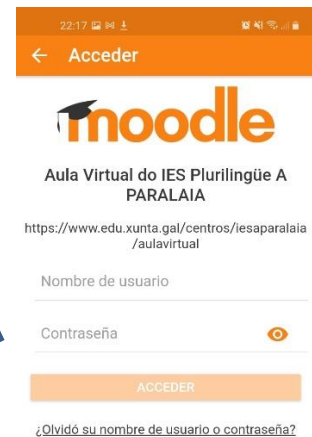 22:17
Acceder
moodle
Aula Virtual do IES Plurilingüe A
PARALAIA
https://www.edu.xunta.gal/centros/iesaparalaia
/aulavirtual
Nombre de usuario
Contraseña
ACCEDER
¿Olvidó su nombre de usuario o contraseña?